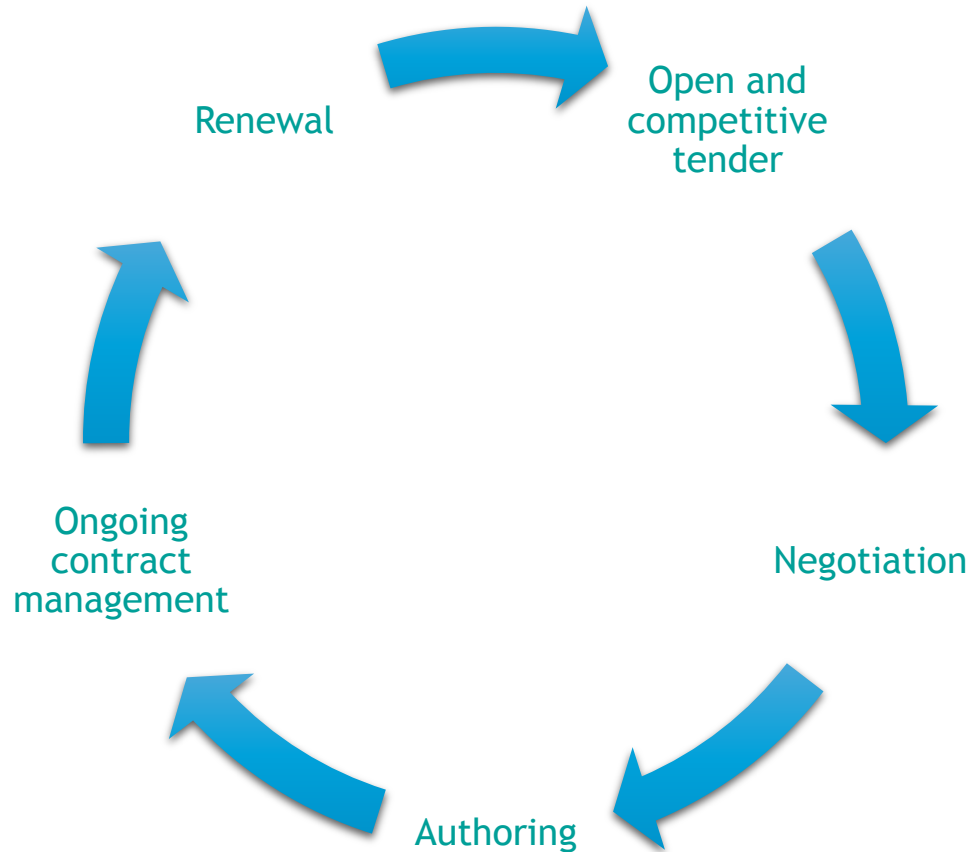 Renewal
Open and
competitive
tender
Negotiation
Authoring
Ongoing
contract
management